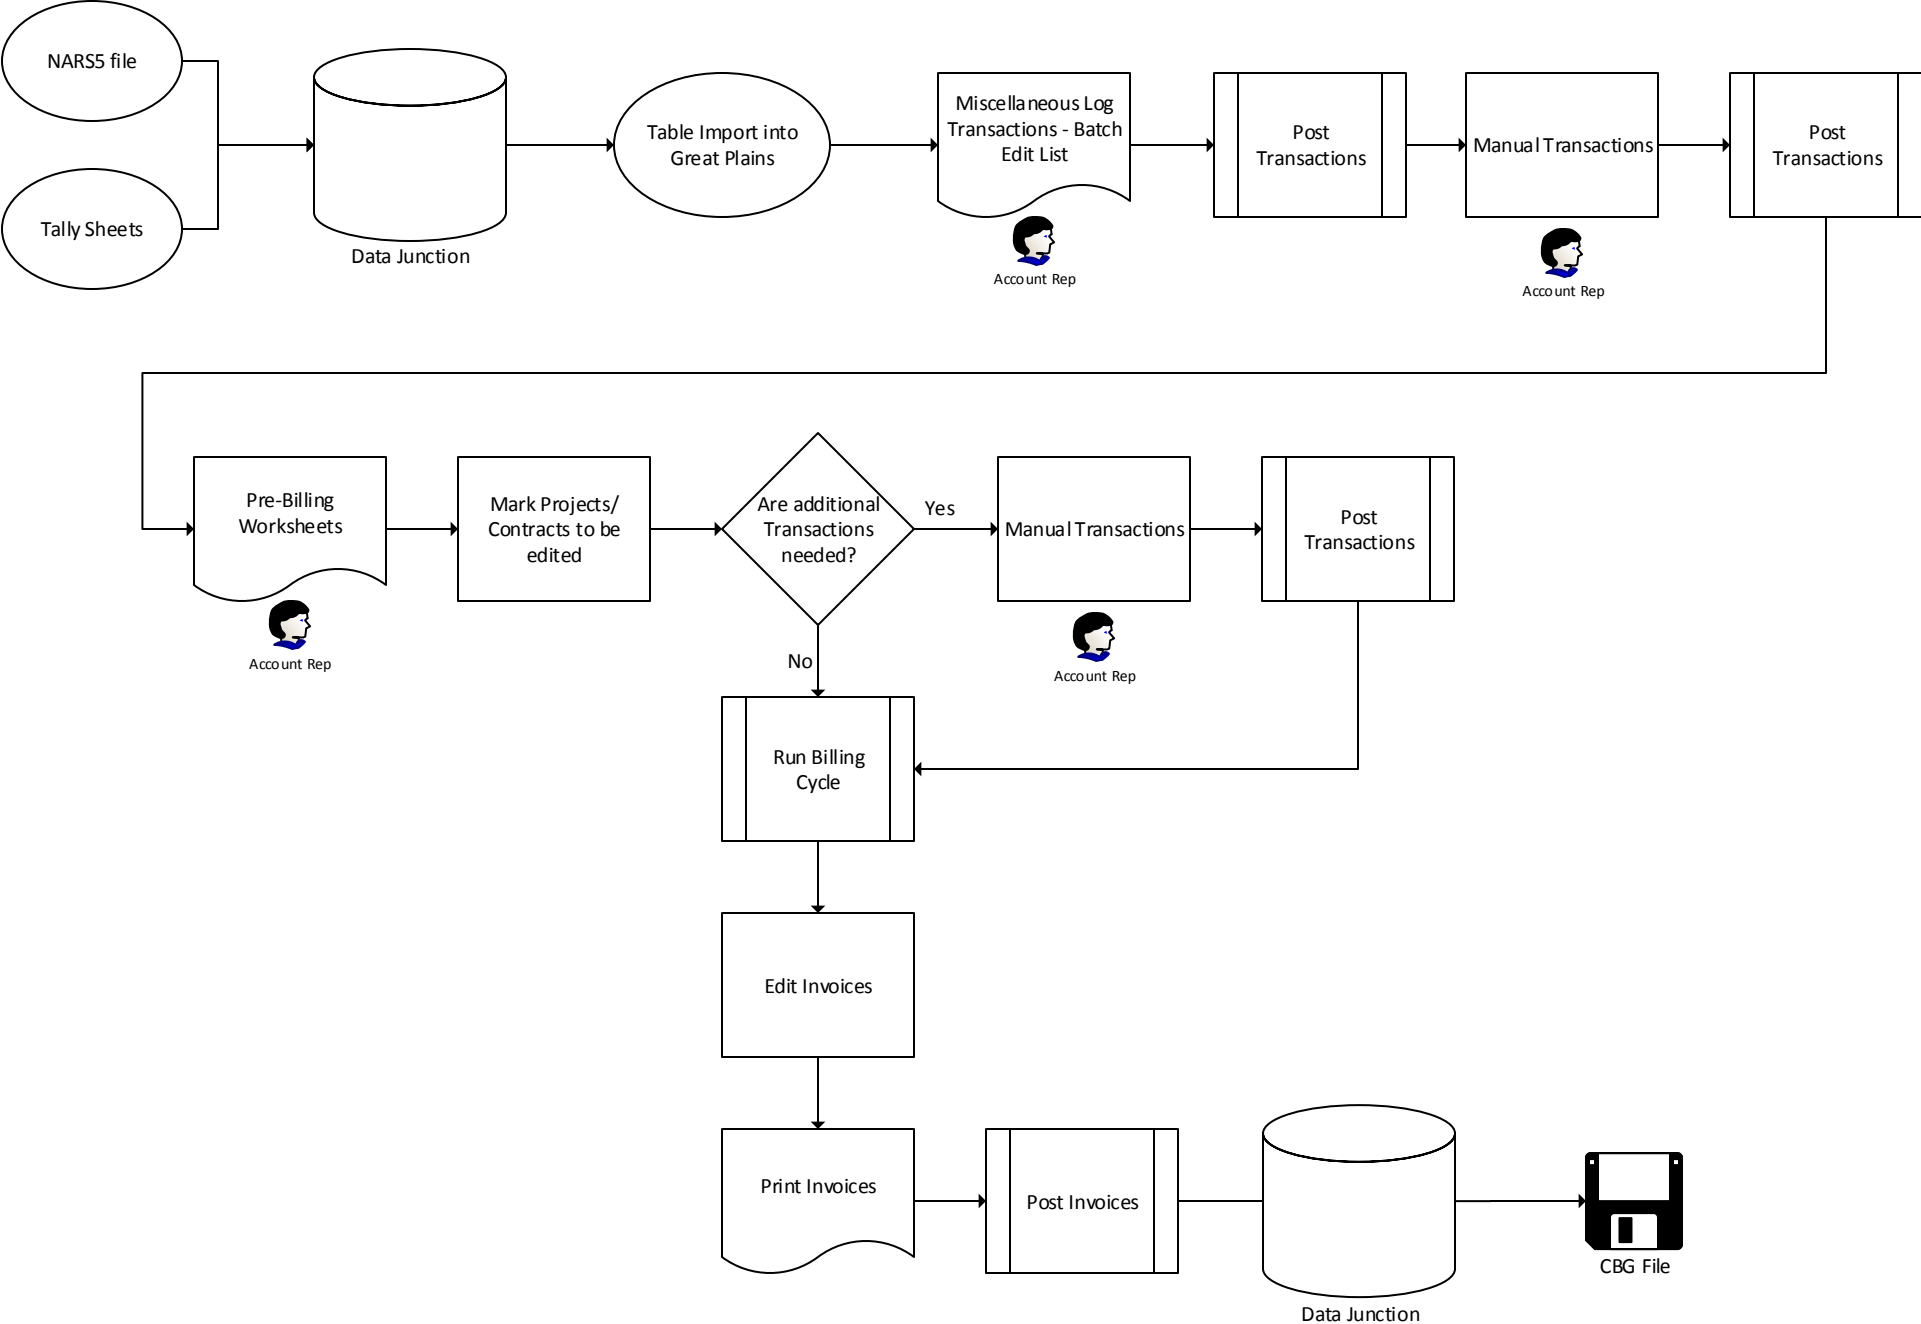 NARS5 file
Tally Sheets
Data Junction
Table Import into
Great Plains
Miscellaneous Log
Transactions - Batch
Edit List
Account Rep
Post
Transactions
Manual Transactions
Account Rep
Post
Transactions
Pre-Billing
Worksheets
Account Rep
Mark Projects/
Contracts to be
edited
Are additional
Transactions
needed?
Yes
No
Manual Transactions
Account Rep
Post
Transactions
Run Billing
Cycle
Edit Invoices
Print Invoices
Post Invoices
Data Junction
CBG File